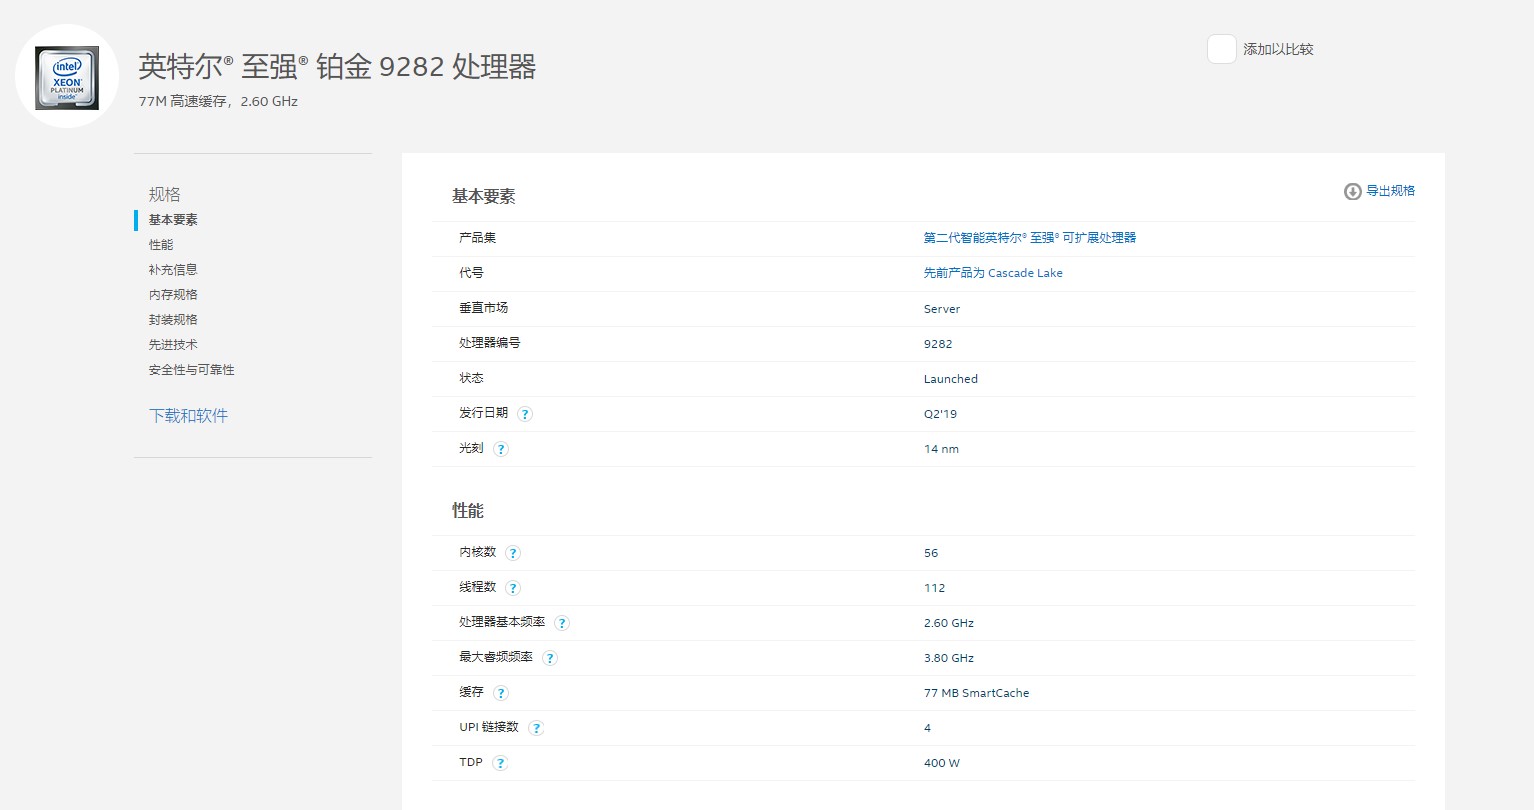 intel
XEON
PLATINUM
inside
英特尔® 至强® 铂金 9282 处理器
77M 高速缓存，2.60 GHz
添加以比较
规格
基本要素
性能
补充信息
内存规格
封装规格
先进技术
安全性与可靠性
下载和软件
基本要素
导出规格
产品集 第二代智能英特尔® 至强® 可扩展处理器
代号 先前产品为 Cascade Lake
垂直市场 Server
处理器编号 9282
状态 Launched
发行日期 ? Q2'19
光刻 ? 14 nm
性能
内核数 ? 56
线程数 ? 112
处理器基本频率 ? 2.60 GHz
最大睿频频率 ? 3.80 GHz
缓存 ? 77 MB SmartCache
UPI 链接数 ? 4
TDP ? 400 W